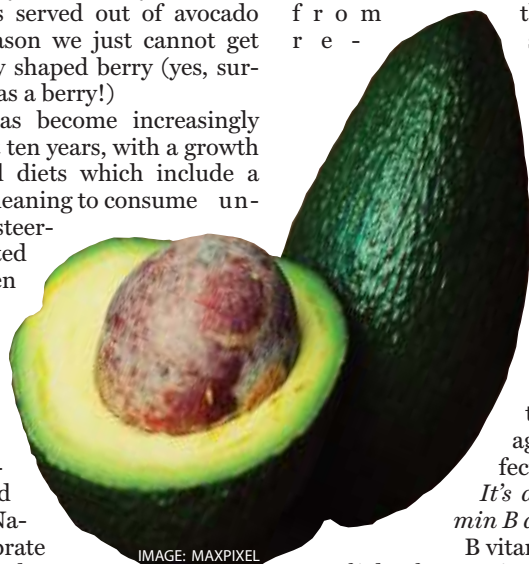 s served out of avocado
ason we just cannot get
y shaped berry (yes, sur-
as a berry!)
as become increasingly
ten years, with a growth
l diets which include a
leaning to consume un-
steer-
ted
en
-
d
Na-
orate
IMAGE: MAXPIXEL
from
re-
ag
fec
It's a
min B
B vitam